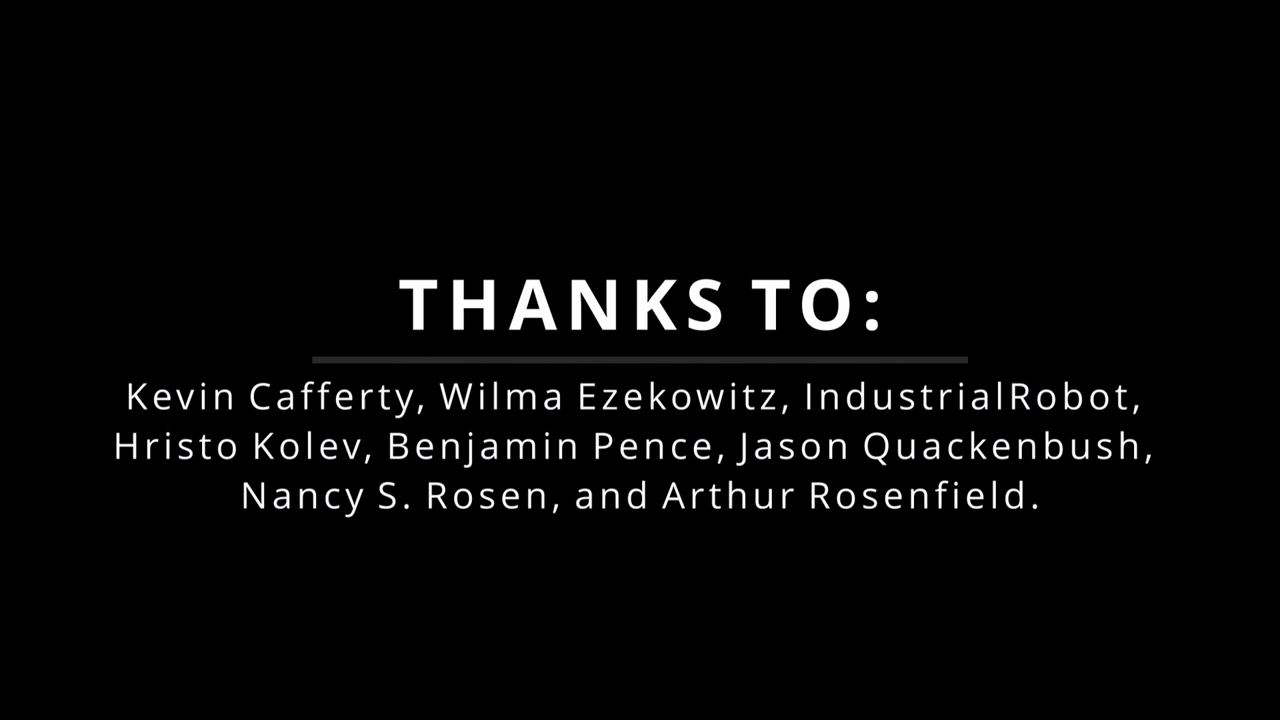 THANKS TO:
Kevin Cafferty, Wilma Ezekowitz, IndustrialRobot,
Hristo Kolev, Benjamin Pence, Jason Quackenbush,
Nancy S. Rosen, and Arthur Rosenfield.